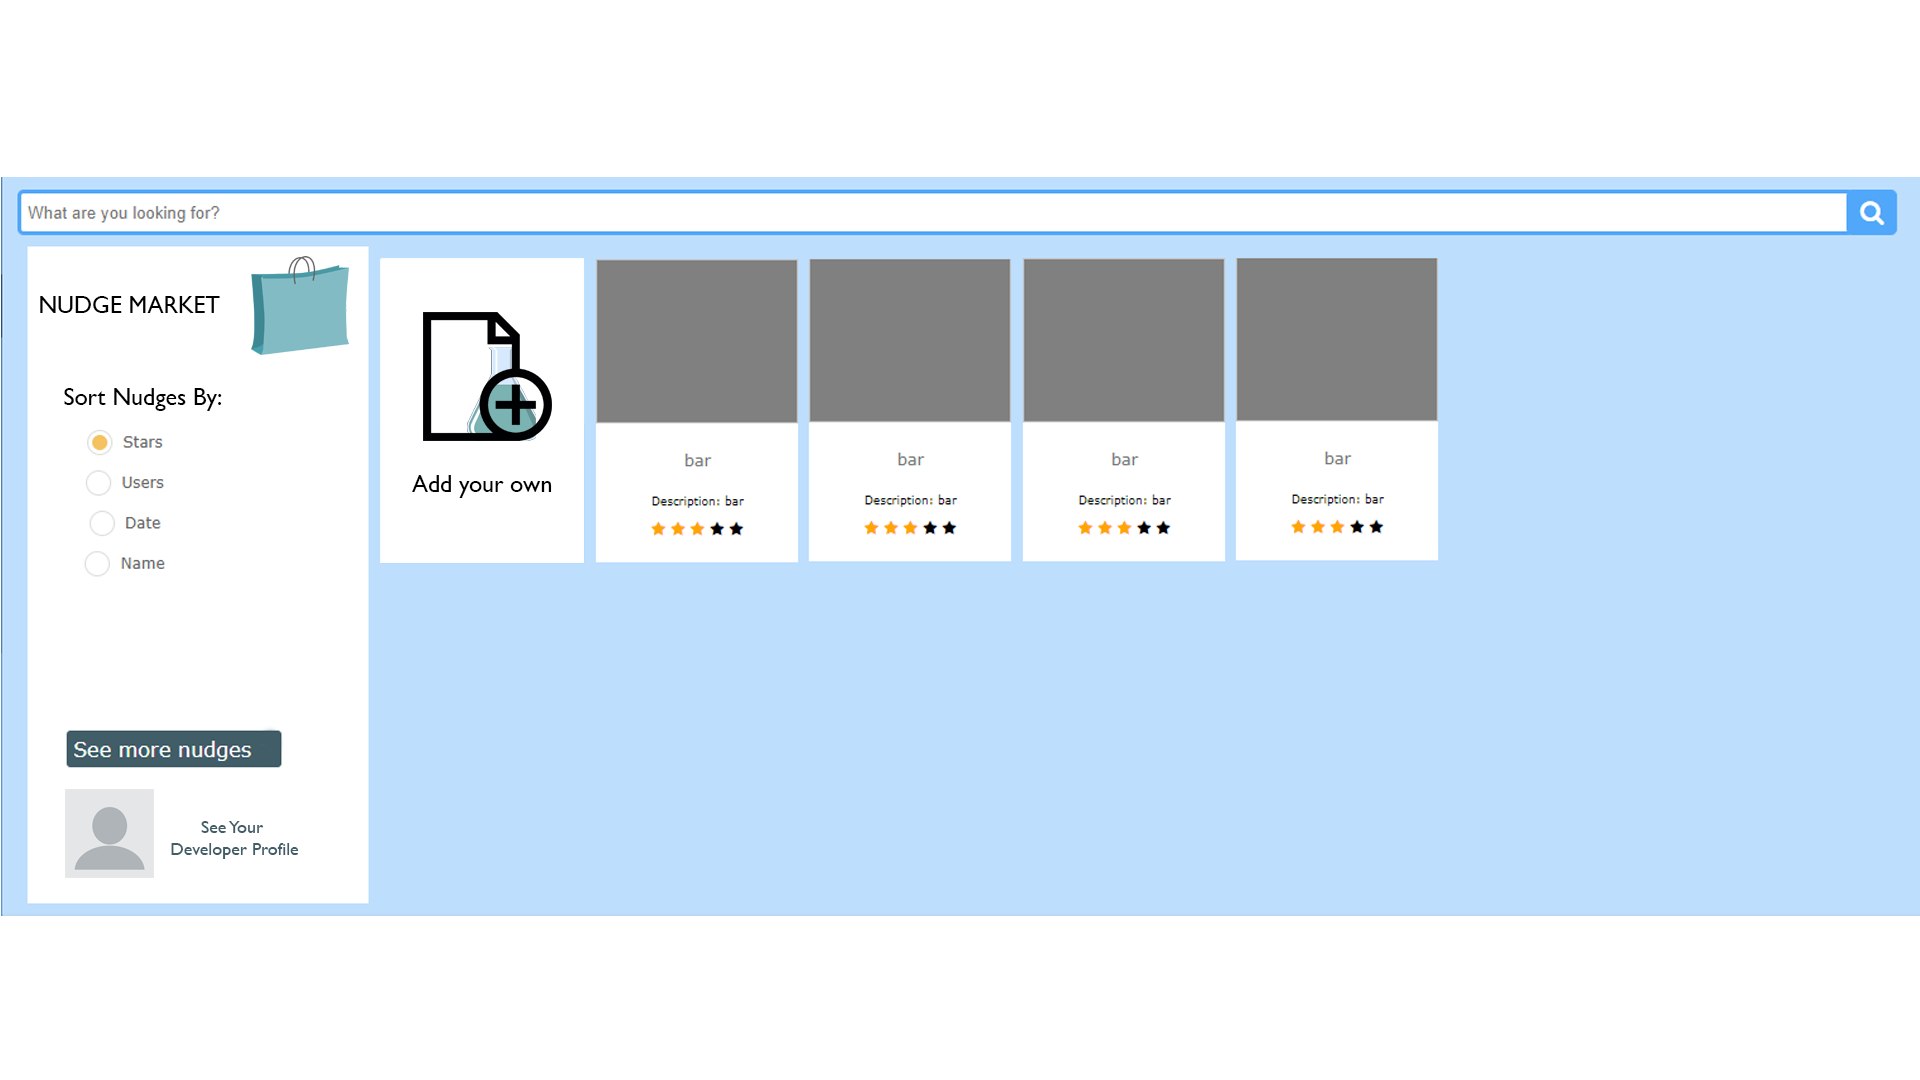 What are you looking for?
NUDGE MARKET
Sort Nudges By:
Stars
Users
Date
Name
See more nudges
See Your
Developer Profile
Add your own
bar
Description: bar
bar
Description: bar
bar
Description: bar
bar
Description: bar